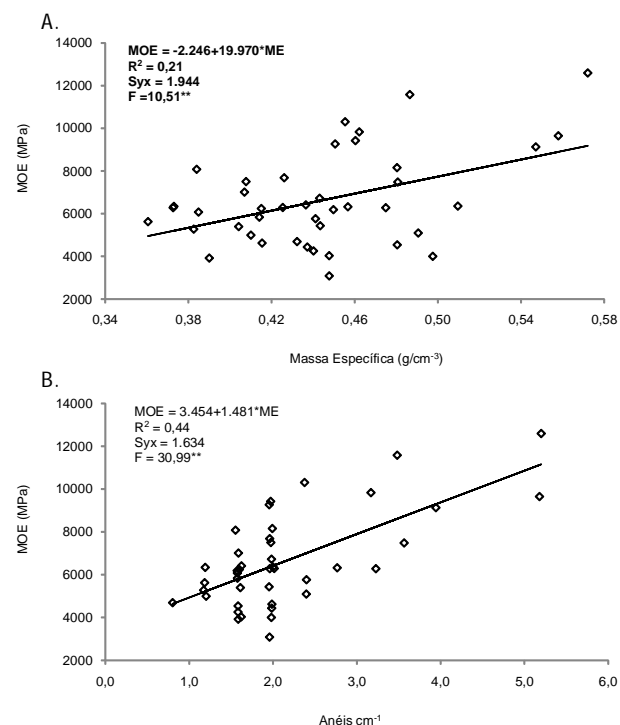 A.
MOE = -2.246+19.970*ME
R² = 0,21
Syx = 1.944
F =10,51**
14000
12000
10000
8000
6000
4000
2000
MOE (MPa)
0,34 0,38 0,42 0,46 0,50 0,54 0,58
Massa Específica (g/cm⁻³)
B.
MOE = 3.454+1.481*ME
R² = 0,44
Syx = 1.634
F = 30,99**
14000
12000
10000
8000
6000
4000
2000
MOE (MPa)
0,0 1,0 2,0 3,0 4,0 5,0 6,0
Anéis cm⁻¹